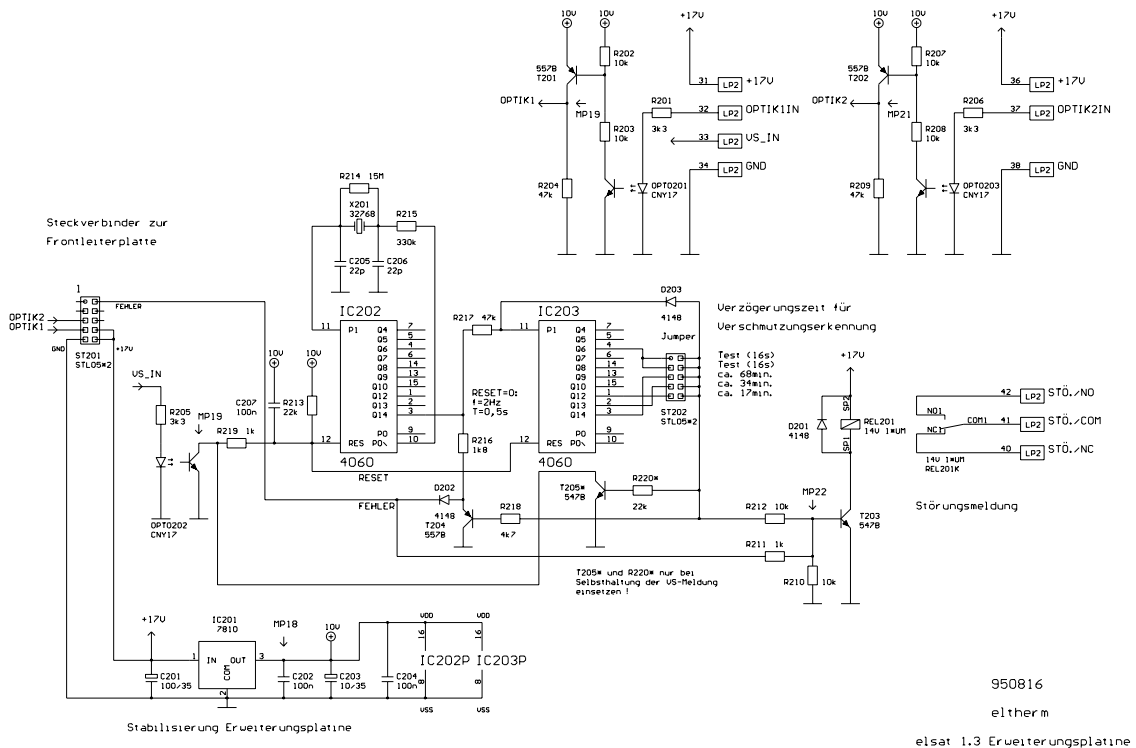 10V
10V
+17V
10V
10V
+17V
R202
10k
R207
10k
557B
T201
557B
T202
31
LP2
+17V
36
LP2
+17V
OPTIK1
MP19
R201
3k3
32
LP2
OPTIK1IN
OPTIK2
MP21
R206
3k3
37
LP2
OPTIK2IN
R203
10k
33
LP2
VS_IN
R208
10k
34
LP2
GND
38
LP2
GND
R204
47k
OPTO201
CNY17
R209
47k
OPTO203
CNY17
R214 15M
X201
32768
R215
330k
C205
22p
C206
22p
Steckverbinder zur
Frontleiterplatte
1
FEHLER
OPTIK2
OPTIK1
GND
+17V
ST201
STL05*2
VS_IN
R205
3k3
MP19
C207
100n
10V
R213
22k
10V
R219 1k
OPTO202
CNY17
IC202
11
PI
Q4
7
Q5
5
Q6
4
Q7
6
Q8
14
Q9
13
Q10
15
Q12
1
Q13
2
Q14
3
PO
9
PO\
10
12
RES
4060
RESET
R217 47k
RESET=0:
f=2Hz
T=0,5s
R216
1k8
D202
4148
FEHLER
T204
557B
R218
4k7
IC203
11
PI
Q4
7
Q5
5
Q6
4
Q7
6
Q8
14
Q9
13
Q10
15
Q12
1
Q13
2
Q14
3
PO
9
PO\
10
12
RES
4060
D203
4148
Jumper
ST202
STL05*2
Verzögerungszeit für
Verschmutzungserkennung
Test (16s)
Test (16s)
ca. 68min.
ca. 34min.
ca. 17min.
T205*
547B
R220*
22k
T205* und R220* nur bei
Selbsthaltung der VS-Meldung
einsetzen !
R212 10k
R211 1k
MP22
R210
10k
T203
547B
+17V
D201
4148
SP2
SP1
REL201
14V 1*UM
NO1
NC1
COM1
14V 1*UM
REL201K
42
LP2
STÖ./NO
41
LP2
STÖ./COM
40
LP2
STÖ./NC
Störungsmeldung
+17V
IC201
7810
1
IN
OUT
3
COM
2
MP18
10V
C201
100/35
C202
100n
C203
10/35
C204
100n
VDD
16
IC202P
8
VSS
VDD
16
IC203P
8
VSS
Stabilisierung Erweiterungsplatine
950816
eltherm
elsat 1.3 Erweiterungsplatine